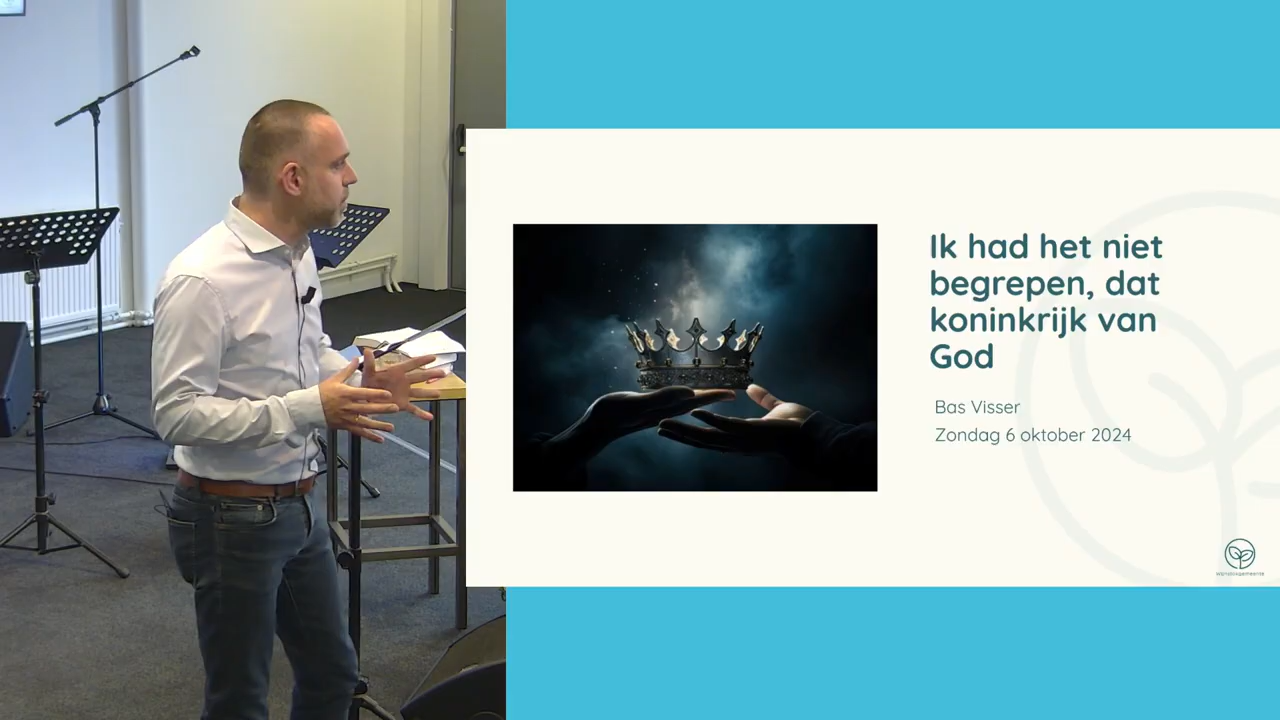 Ik had het niet
begrepen, dat
koninkrijk van
God
Bas Visser
Zondag 6 oktober 2024